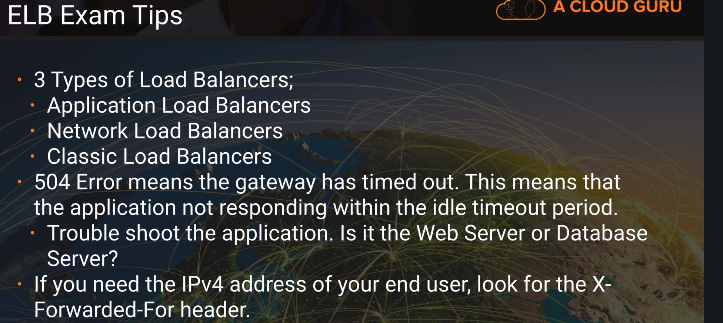 ELB Exam Tips
A CLOUD GURU
· 3 Types of Load Balancers;
· Application Load Balancers
· Network Load Balancers
· Classic Load Balancers
· 504 Error means the gateway has timed out. This means that
the application not responding within the idle timeout period.
· Trouble shoot the application. Is it the Web Server or Database
Server?
· If you need the IPv4 address of your end user, look for the X-
Forwarded-For header.